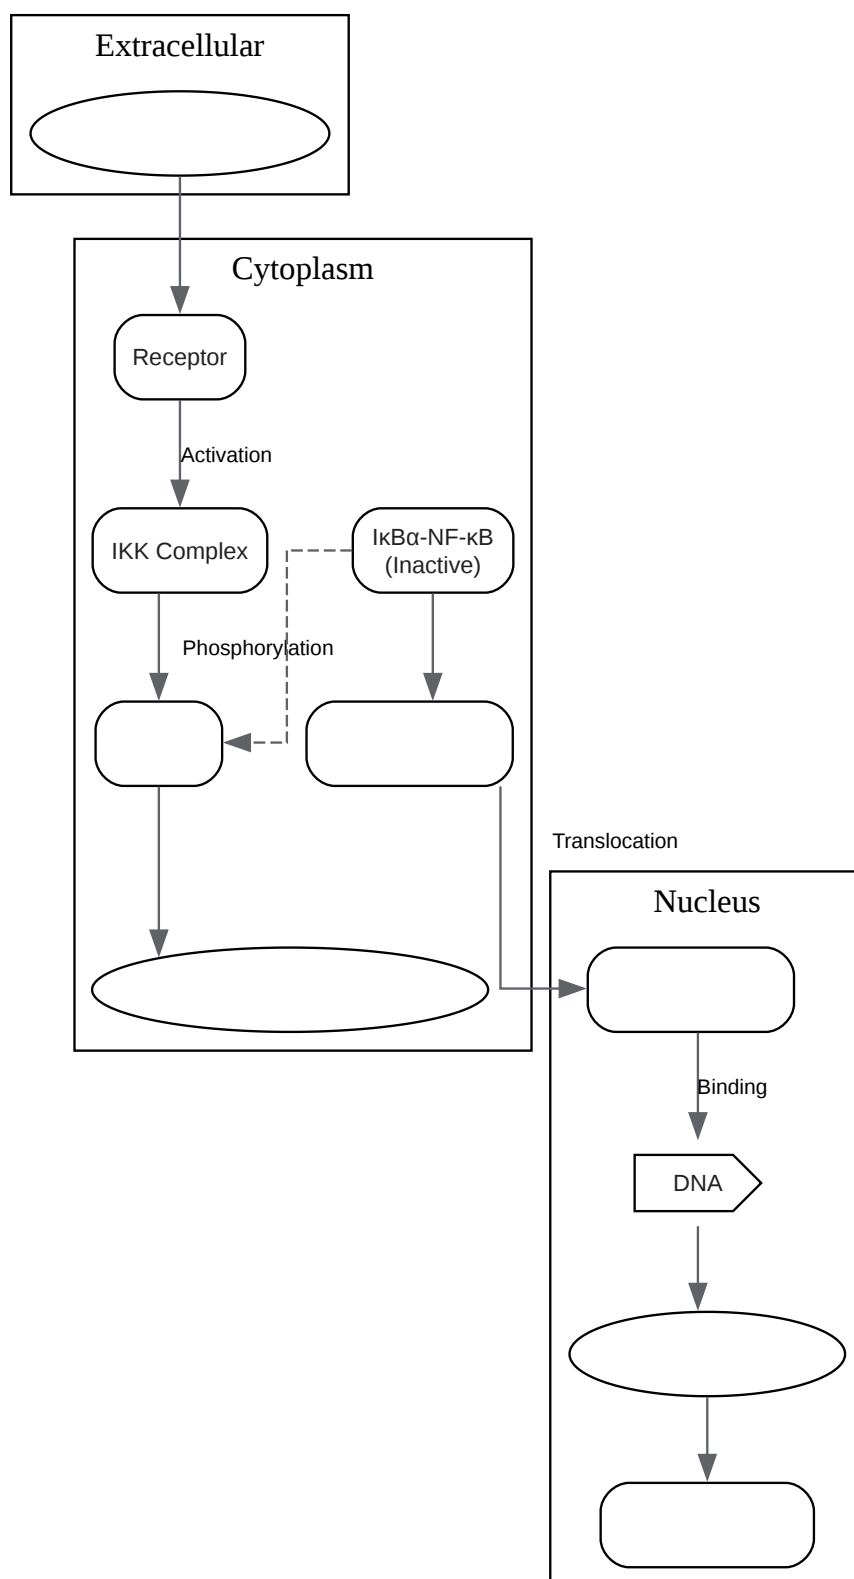 Extracellular
Cytoplasm
Receptor
Activation
IKK Complex
IκBα-NF-κB
(Inactive)
Phosphorylation
Translocation
Nucleus
Binding
DNA